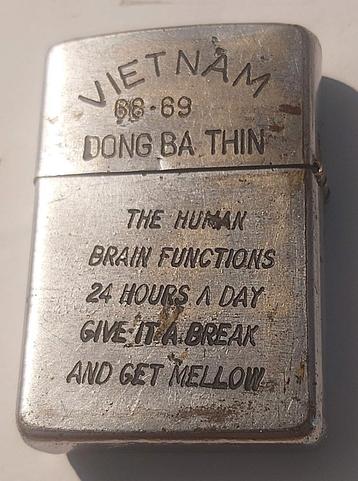 VIETNAM
68-69
DONG BA THIN
THE HUMAN
BRAIN FUNCTIONS
24 HOURS A DAY
GIVE IT A BREAK
AND GET MELLOW